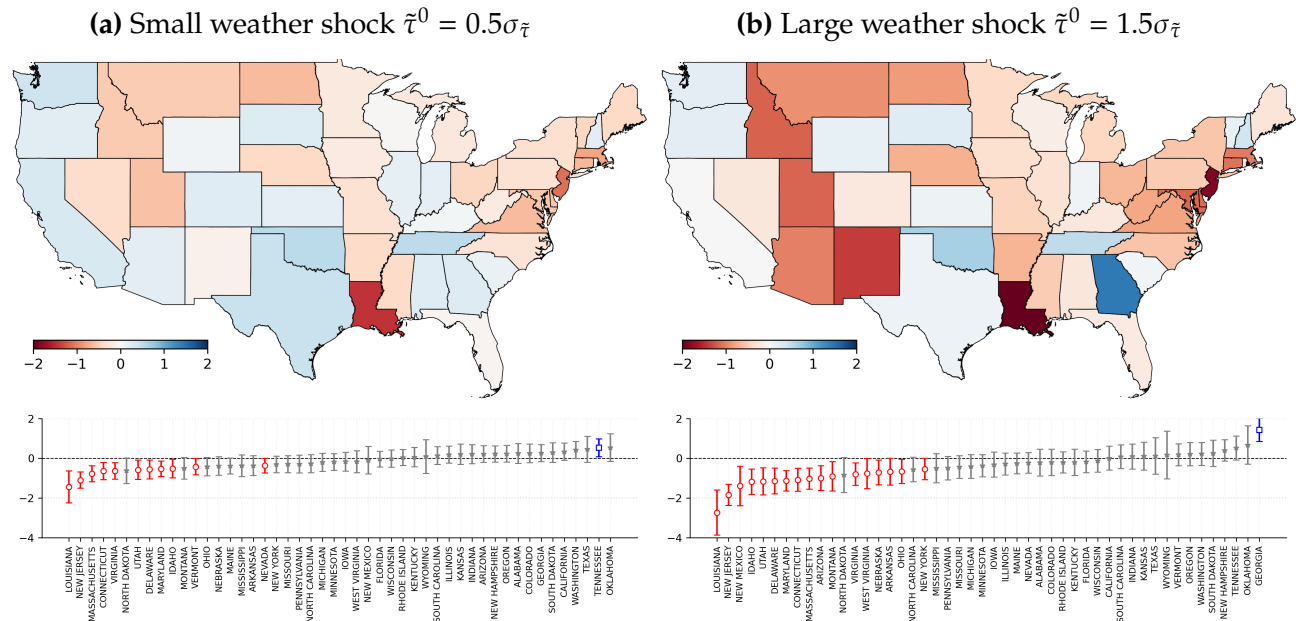 (a) Small weather shock τ̃⁰ = 0.5σ_τ̃
(b) Large weather shock τ̃⁰ = 1.5σ_τ̃
−2 −1 0 1 2
−2 −1 0 1 2
2
0
−2
−4
LOUISIANA
NEW JERSEY
MASSACHUSETTS
CONNECTICUT
VIRGINIA
NORTH DAKOTA
UTAH
DELAWARE
MARYLAND
IDAHO
MONTANA
VERMONT
OHIO
NEBRASKA
MAINE
MISSISSIPPI
ARKANSAS
NEVADA
NEW YORK
MISSOURI
PENNSYLVANIA
NORTH CAROLINA
MICHIGAN
MINNESOTA
IOWA
WEST VIRGINIA
NEW MEXICO
FLORIDA
WISCONSIN
RHODE ISLAND
KENTUCKY
WYOMING
SOUTH CAROLINA
ILLINOIS
KANSAS
INDIANA
ARIZONA
NEW HAMPSHIRE
OREGON
ALABAMA
COLORADO
GEORGIA
SOUTH DAKOTA
CALIFORNIA
WASHINGTON
TEXAS
TENNESSEE
OKLAHOMA
2
0
−2
−4
LOUISIANA
NEW JERSEY
NEW MEXICO
IDAHO
UTAH
DELAWARE
MARYLAND
CONNECTICUT
MASSACHUSETTS
ARIZONA
MONTANA
NORTH DAKOTA
VIRGINIA
WEST VIRGINIA
NEBRASKA
ARKANSAS
OHIO
NORTH CAROLINA
NEW YORK
MISSISSIPPI
PENNSYLVANIA
MISSOURI
MICHIGAN
MINNESOTA
IOWA
ILLINOIS
MAINE
NEVADA
ALABAMA
COLORADO
RHODE ISLAND
KENTUCKY
FLORIDA
WISCONSIN
CALIFORNIA
SOUTH CAROLINA
INDIANA
KANSAS
TEXAS
WYOMING
VERMONT
OREGON
WASHINGTON
SOUTH DAKOTA
NEW HAMPSHIRE
TENNESSEE
OKLAHOMA
GEORGIA